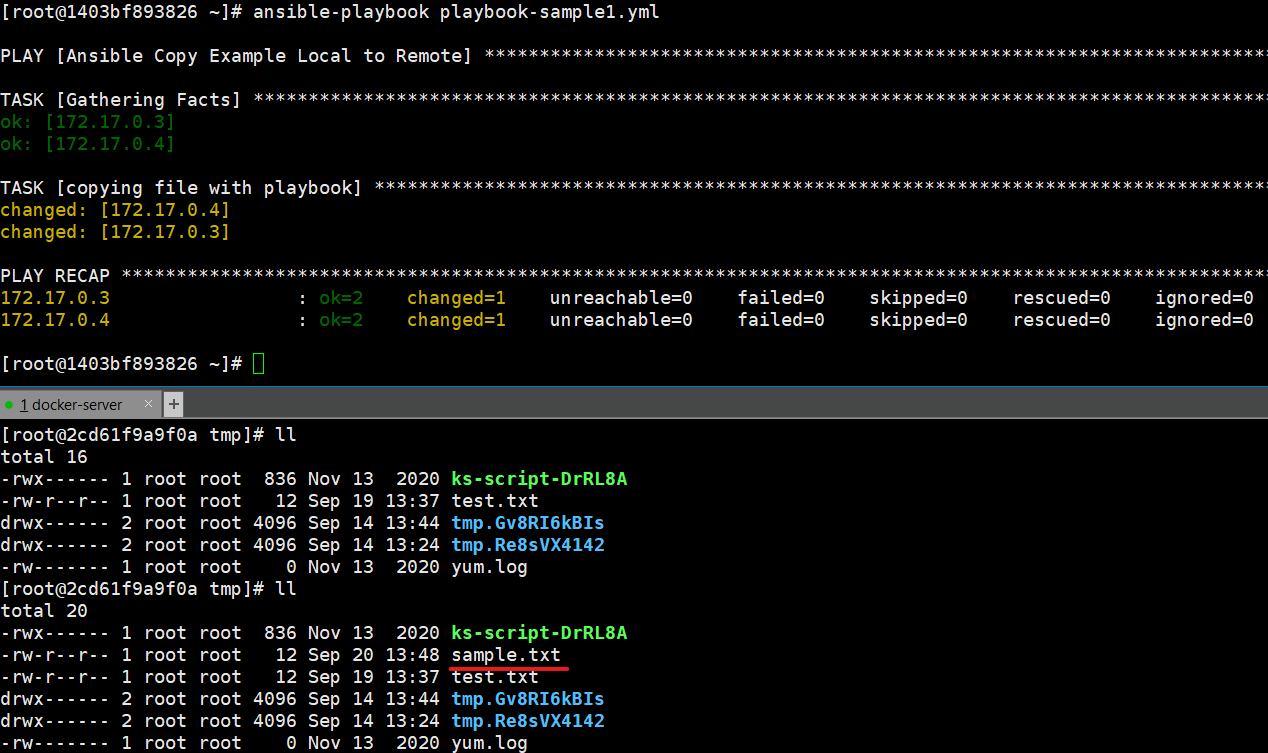 [root@1403bf893826 ~]# ansible-playbook playbook-sample1.yml
PLAY [Ansible Copy Example Local to Remote] ************************************************************************
TASK [Gathering Facts] *********************************************************************************************
ok: [172.17.0.3]
ok: [172.17.0.4]
TASK [copying file with playbook] **********************************************************************************
changed: [172.17.0.4]
changed: [172.17.0.3]
PLAY RECAP *********************************************************************************************************
172.17.0.3                 : ok=2    changed=1    unreachable=0    failed=0    skipped=0    rescued=0    ignored=0
172.17.0.4                 : ok=2    changed=1    unreachable=0    failed=0    skipped=0    rescued=0    ignored=0
[root@1403bf893826 ~]#
1 docker-server × +
[root@2cd61f9a9f0a tmp]# ll
total 16
-rwx------ 1 root root  836 Nov 13  2020 ks-script-DrRL8A
-rw-r--r-- 1 root root   12 Sep 19 13:37 test.txt
drwx------ 2 root root 4096 Sep 14 13:44 tmp.Gv8RI6kBIs
drwx------ 2 root root 4096 Sep 14 13:24 tmp.Re8sVX4142
-rw------- 1 root root    0 Nov 13  2020 yum.log
[root@2cd61f9a9f0a tmp]# ll
total 20
-rwx------ 1 root root  836 Nov 13  2020 ks-script-DrRL8A
-rw-r--r-- 1 root root   12 Sep 20 13:48 sample.txt
-rw-r--r-- 1 root root   12 Sep 19 13:37 test.txt
drwx------ 2 root root 4096 Sep 14 13:44 tmp.Gv8RI6kBIs
drwx------ 2 root root 4096 Sep 14 13:24 tmp.Re8sVX4142
-rw------- 1 root root    0 Nov 13  2020 yum.log